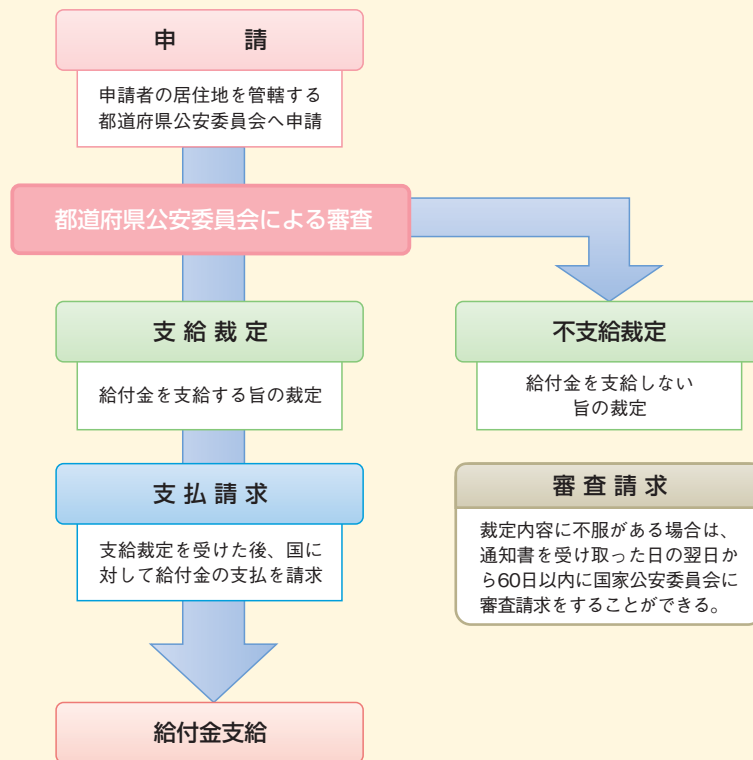 申請
申請者の居住地を管轄する
都道府県公安委員会へ申請
都道府県公安委員会による審査
支給裁定
給付金を支給する旨の裁定
不支給裁定
給付金を支給しない
旨の裁定
支払請求
支給裁定を受けた後、国に
対して給付金の支払を請求
審査請求
裁定内容に不服がある場合は、
通知書を受け取った日の翌日か
ら60日以内に国家公安委員会に
審査請求をすることができる。
給付金支給